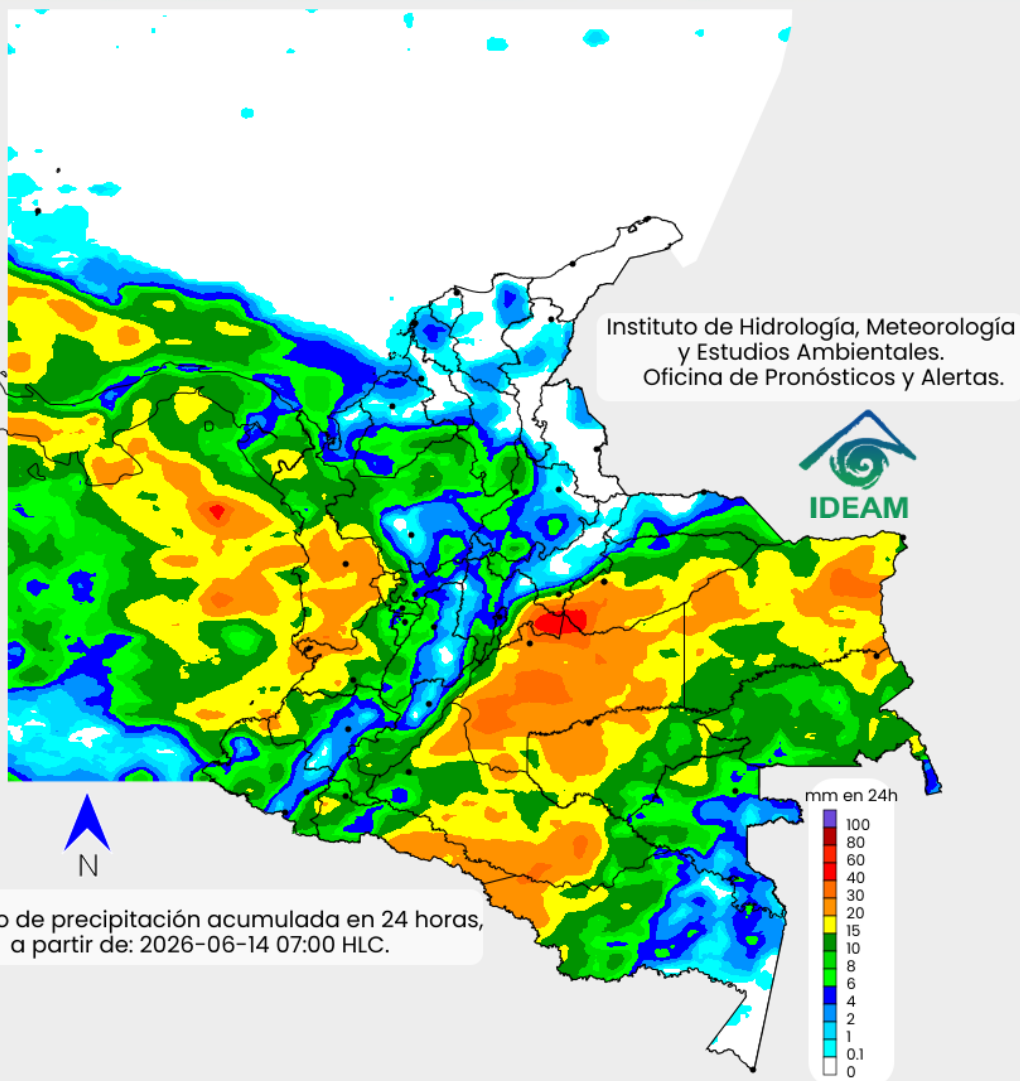 Instituto de Hidrología, Meteorología
y Estudios Ambientales.
Oficina de Pronósticos y Alertas.
IDEAM
mm en 24h
100
80
60
40
30
20
15
10
8
6
4
2
1
0.1
0
N
de precipitación acumulada en 24 horas,
a partir de: 2026-06-14 07:00 HLC.